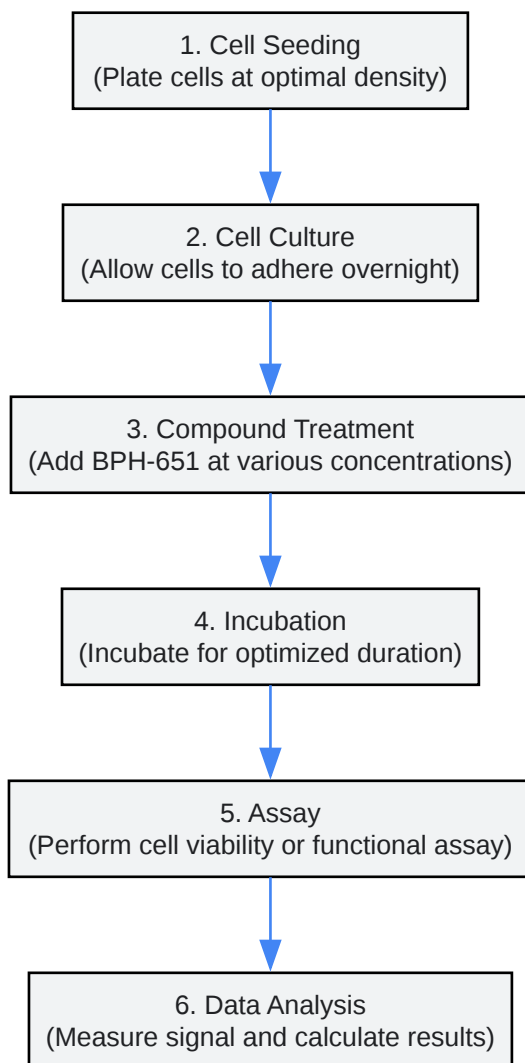 1. Cell Seeding
(Plate cells at optimal density)
2. Cell Culture
(Allow cells to adhere overnight)
3. Compound Treatment
(Add BPH-651 at various concentrations)
4. Incubation
(Incubate for optimized duration)
5. Assay
(Perform cell viability or functional assay)
6. Data Analysis
(Measure signal and calculate results)